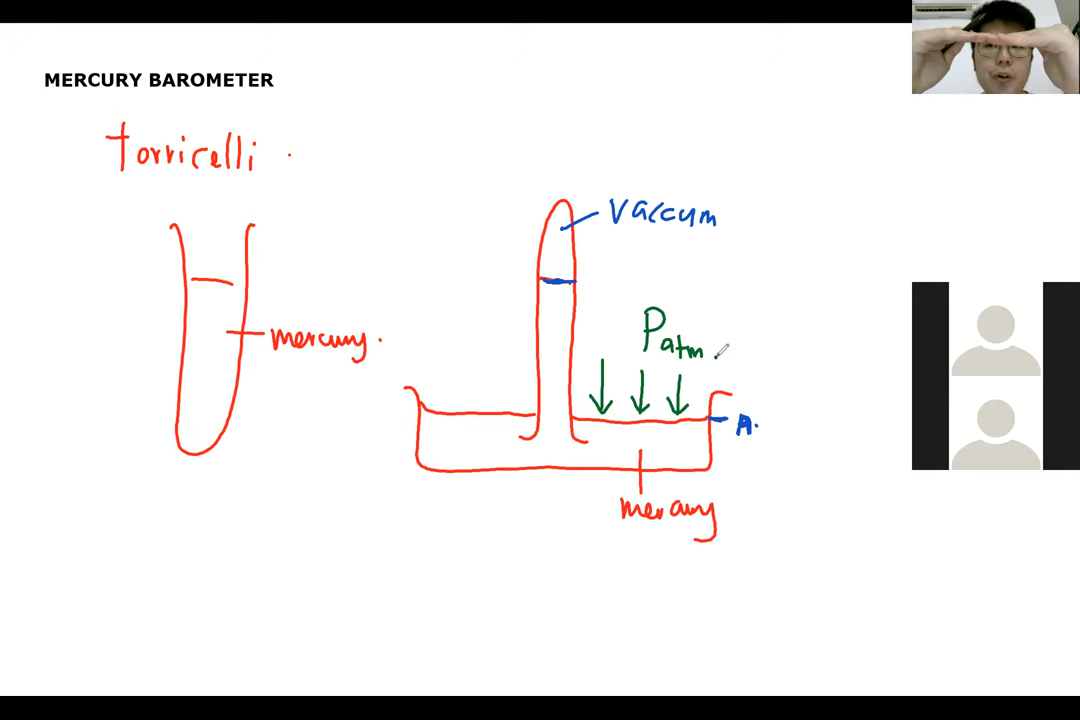 MERCURY BAROMETER
Torricelli .
Vaccum
Patm
mercury.
A.
mercury